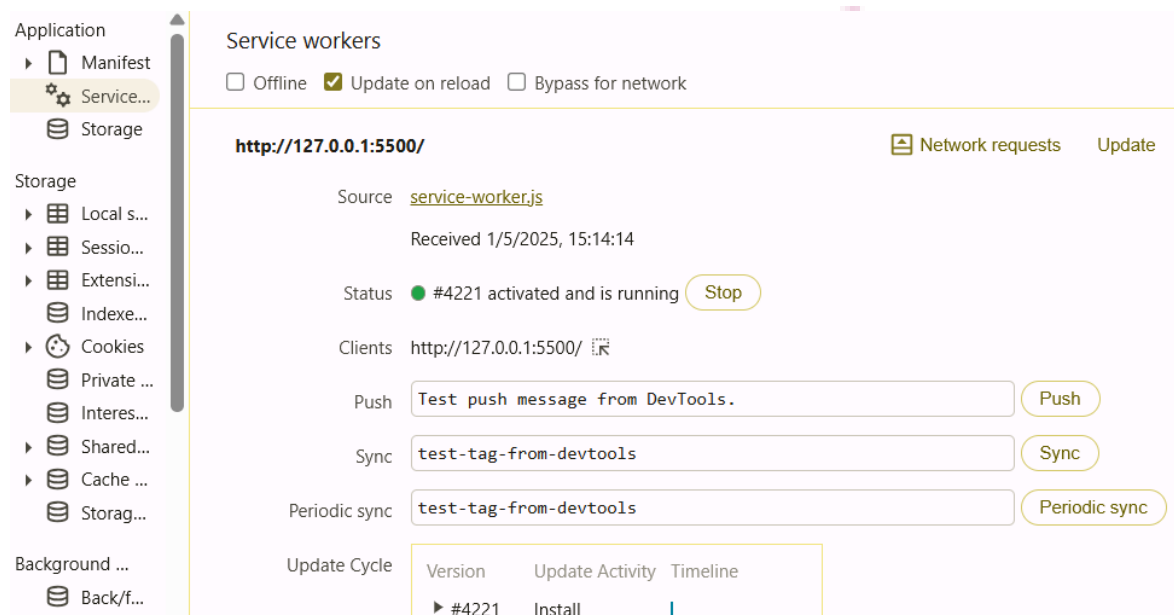 Application
Manifest
Service...
Storage
Storage
Local s...
Sessio...
Extensi...
Indexe...
Cookies
Private ...
Interes...
Shared...
Cache ...
Storag...
Background ...
Back/f...
Service workers
Offline Update on reload Bypass for network
http://127.0.0.1:5500/ Network requests Update
Source service-worker.js
Received 1/5/2025, 15:14:14
Status #4221 activated and is running Stop
Clients http://127.0.0.1:5500/
Push Test push message from DevTools. Push
Sync test-tag-from-devtools Sync
Periodic sync test-tag-from-devtools Periodic sync
Update Cycle Version Update Activity Timeline
#4221 Install